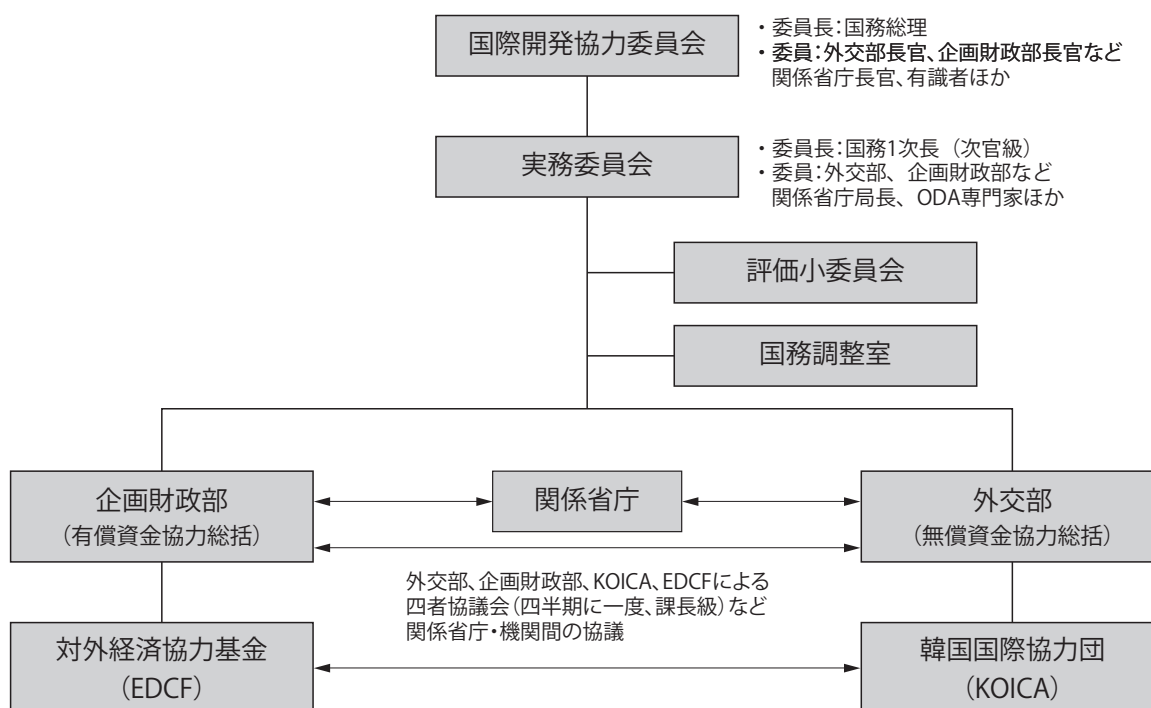 国際開発協力委員会
・委員長：国務総理
・委員：外交部長官、企画財政部長官など
関係省庁長官、有識者ほか
実務委員会
・委員長：国務1次長（次官級）
・委員：外交部、企画財政部など
関係省庁局長、ODA専門家ほか
評価小委員会
国務調整室
企画財政部
（有償資金協力総括）
関係省庁
外交部
（無償資金協力総括）
外交部、企画財政部、KOICA、EDCFによる
四者協議会（四半期に一度、課長級）など
関係省庁・機関間の協議
対外経済協力基金
（EDCF）
韓国国際協力団
（KOICA）